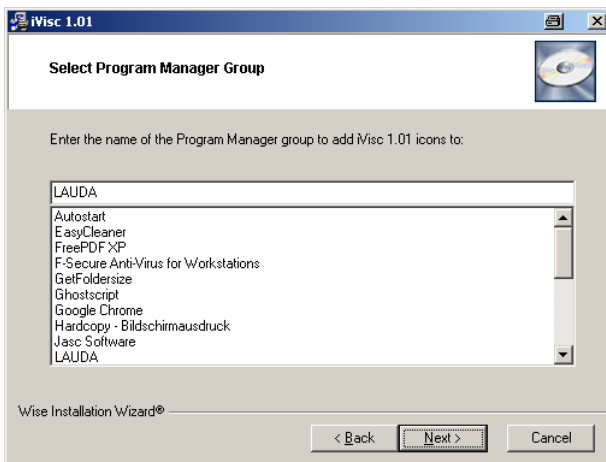 iVisc 1.01
Select Program Manager Group
Enter the name of the Program Manager group to add iVisc 1.01 icons to:
LAUDA
Autostart
EasyCleaner
FreePDF XP
F-Secure Anti-Virus for Workstations
GetFoldersize
Ghostscript
Google Chrome
Hardcopy - Bildschirmausdruck
Jasc Software
LAUDA
Wise Installation Wizard®
< Back Next > Cancel